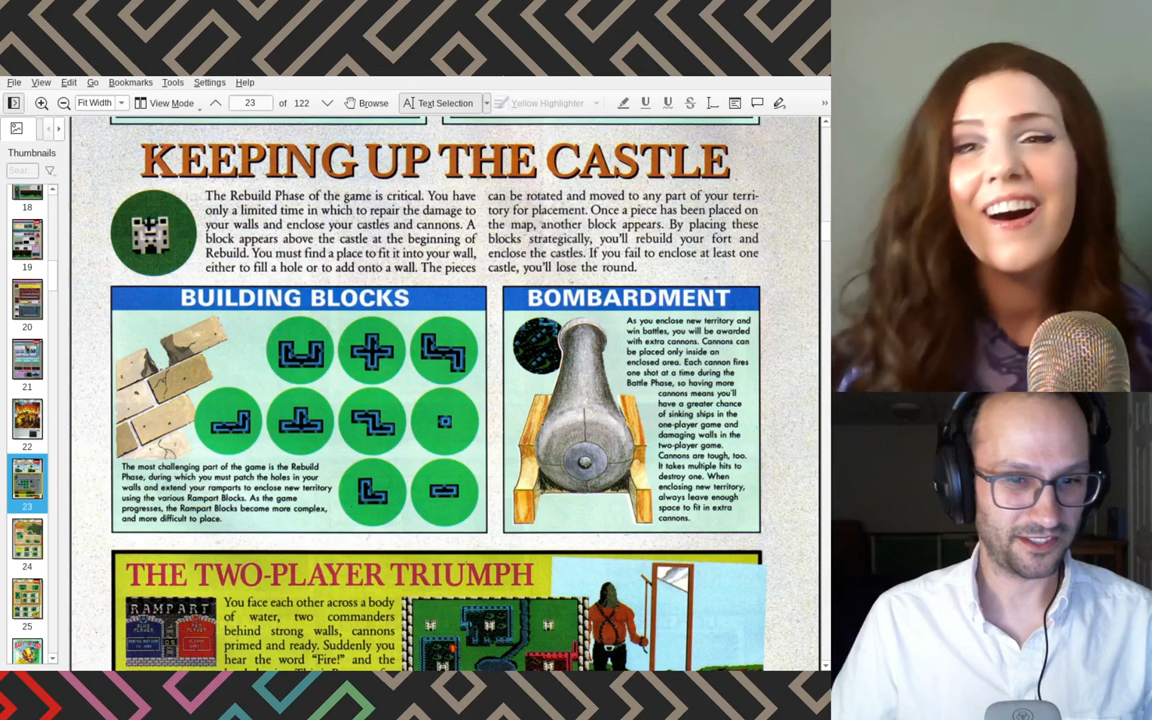 File View Edit Go Bookmarks Tools Settings Help
Fit Width View Mode 23 of 122 Browse Text Selection Yellow Highlighter
Thumbnails
18
19
20
21
22
23
24
25
KEEPING UP THE CASTLE
The Rebuild Phase of the game is critical. You have
only a limited time in which to repair the damage to
your walls and enclose your castles and cannons. A
block appears above the castle at the beginning of
Rebuild. You must find a place to fit it into your wall,
either to fill a hole or to add onto a wall. The pieces
can be rotated and moved to any part of your terri-
tory for placement. Once a piece has been placed on
the map, another block appears. By placing these
blocks strategically, you'll rebuild your fort and
enclose the castles. If you fail to enclose at least one
castle, you'll lose the round.
BUILDING BLOCKS
The most challenging part of the game is the Rebuild
Phase, during which you must patch the holes in your
walls and extend your ramparts to enclose new territory
using the various Rampart Blocks. As the game
progresses, the Rampart Blocks become more complex,
and more difficult to place.
BOMBARDMENT
As you enclose new territory and
win battles, you will be awarded
with extra cannons. Cannons can
be placed only inside an
enclosed area. Each cannon fires
one shot at a time during the
Battle Phase, so having more
cannons means you'll
have a greater chance
of sinking ships in the
one-player game and
damaging walls in the
two-player game.
Cannons are tough, too.
It takes multiple hits to
destroy one. When
enclosing new territory,
always leave enough
space to fit in extra
cannons.
THE TWO-PLAYER TRIUMPH
RAMPART
You face each other across a body
of water, two commanders
behind strong walls, cannons
primed and ready. Suddenly you
hear the word "Fire!" and the